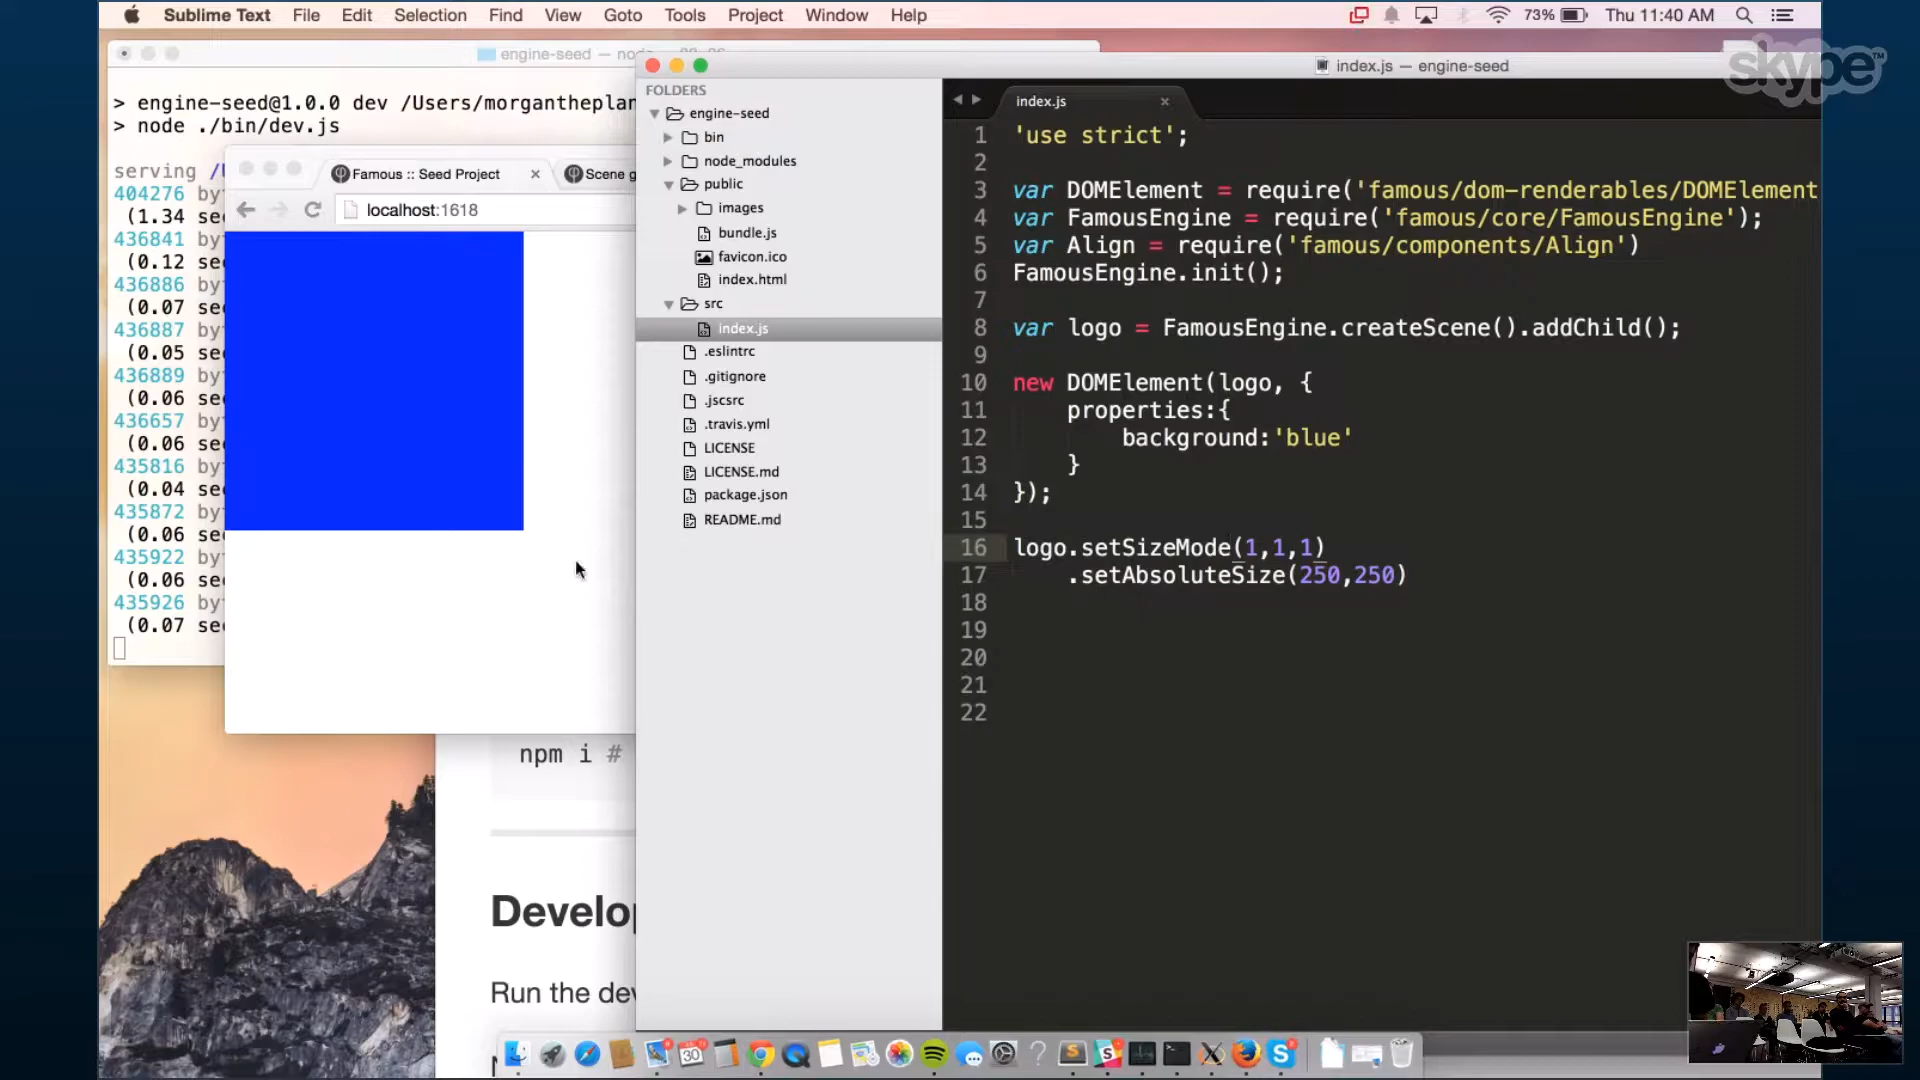 Sublime Text File Edit Selection Find View Goto Tools Project Window Help
73% Thu 11:40 AM
skype™
engine-seed — 
> engine-seed@1.0.0 dev /Users/morgantheplan
> node ./bin/dev.js
serving
404276 by
(1.34 se
436841 by
(0.12 se
436886 by
(0.07 se
436887 by
(0.05 se
436889 by
(0.06 se
436657 by
(0.06 se
435816 by
(0.04 se
435872 by
(0.06 se
435922 by
(0.06 se
435926 by
(0.07 se
Famous :: Seed Project
Scene g
localhost:1618
npm i #
Develop
Run the dev
index.js — engine-seed
FOLDERS
engine-seed
bin
node_modules
public
images
bundle.js
favicon.ico
index.html
src
index.js
.eslintrc
.gitignore
.jscsrc
.travis.yml
LICENSE
LICENSE.md
package.json
README.md
index.js
1 'use strict';
2
3 var DOMElement = require('famous/dom-renderables/DOMElement
4 var FamousEngine = require('famous/core/FamousEngine');
5 var Align = require('famous/components/Align')
6 FamousEngine.init();
7
8 var logo = FamousEngine.createScene().addChild();
9
10 new DOMElement(logo, {
11 properties:{
12 background:'blue'
13 }
14 });
15
16 logo.setSizeMode(1,1,1)
17 .setAbsoluteSize(250,250)
18
19
20
21
22
30